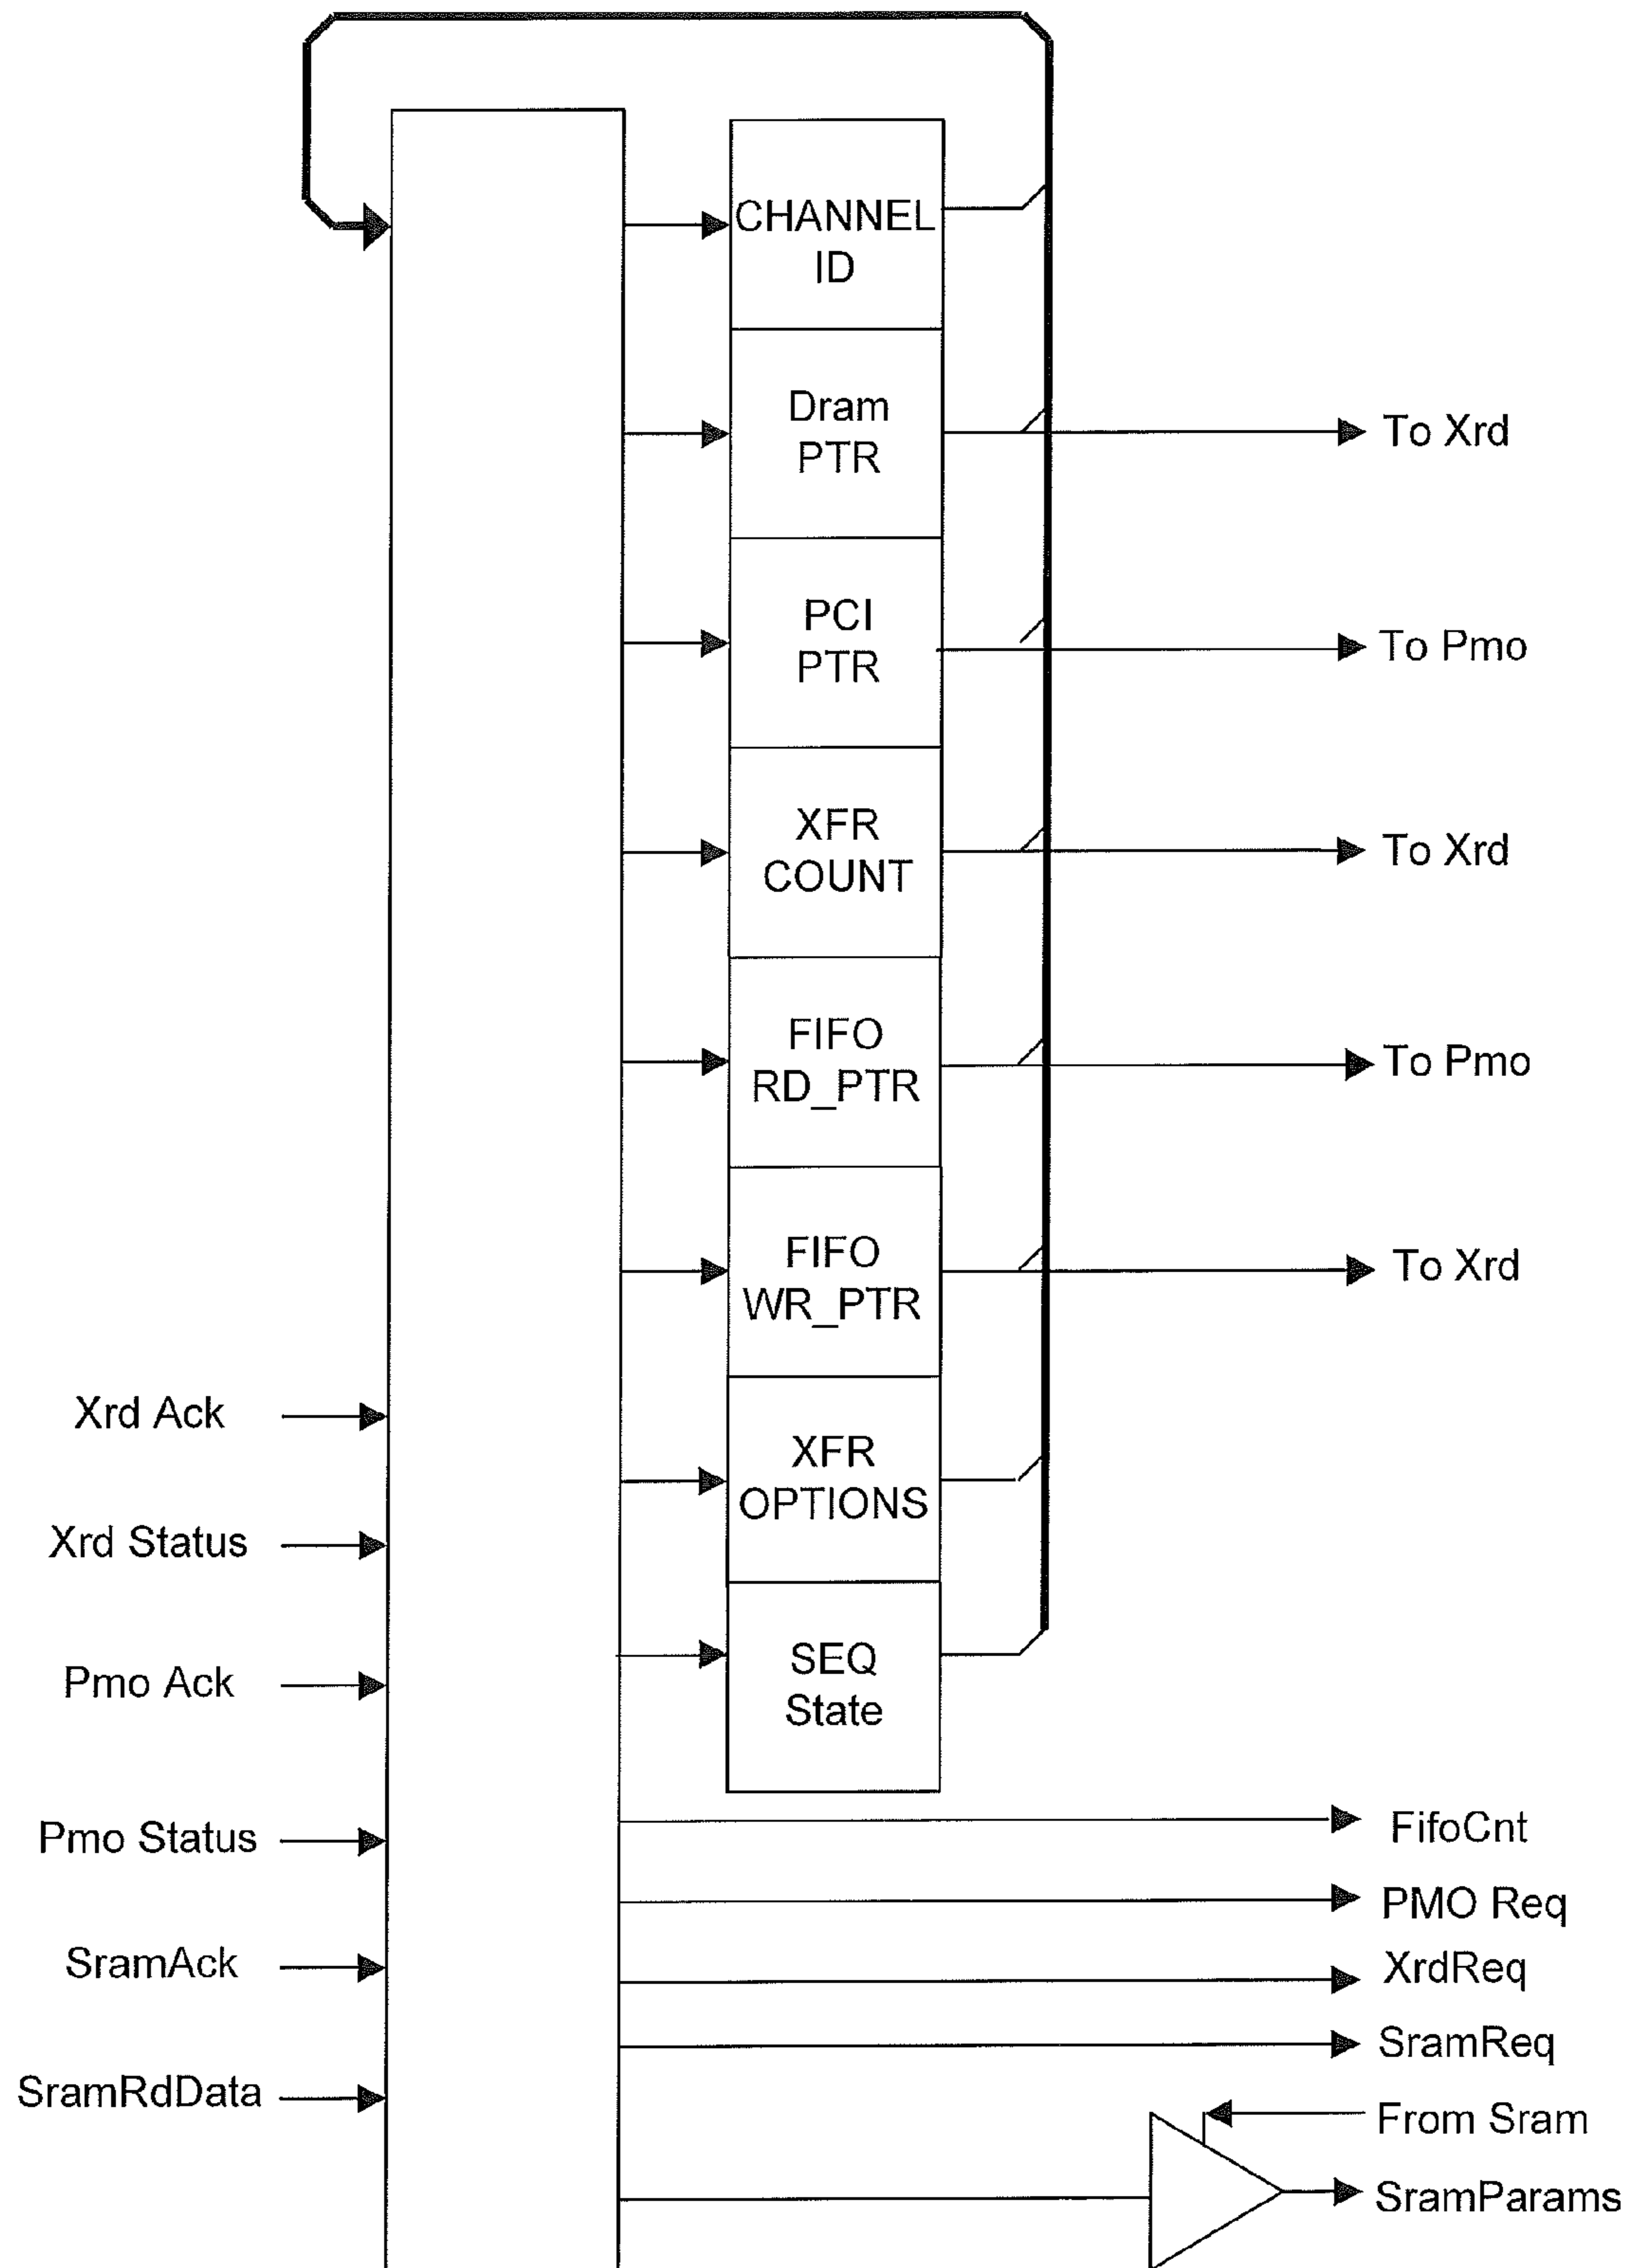 CHANNEL
ID
Dram
PTR
To Xrd
PCI
PTR
To Pmo
XFR
COUNT
To Xrd
FIFO
RD_PTR
To Pmo
FIFO
WR_PTR
To Xrd
Xrd Ack
XFR
OPTIONS
Xrd Status
SEQ
State
Pmo Ack
Pmo Status
FifoCnt
PMO Req
SramAck
XrdReq
SramReq
SramRdData
From Sram
SramParams